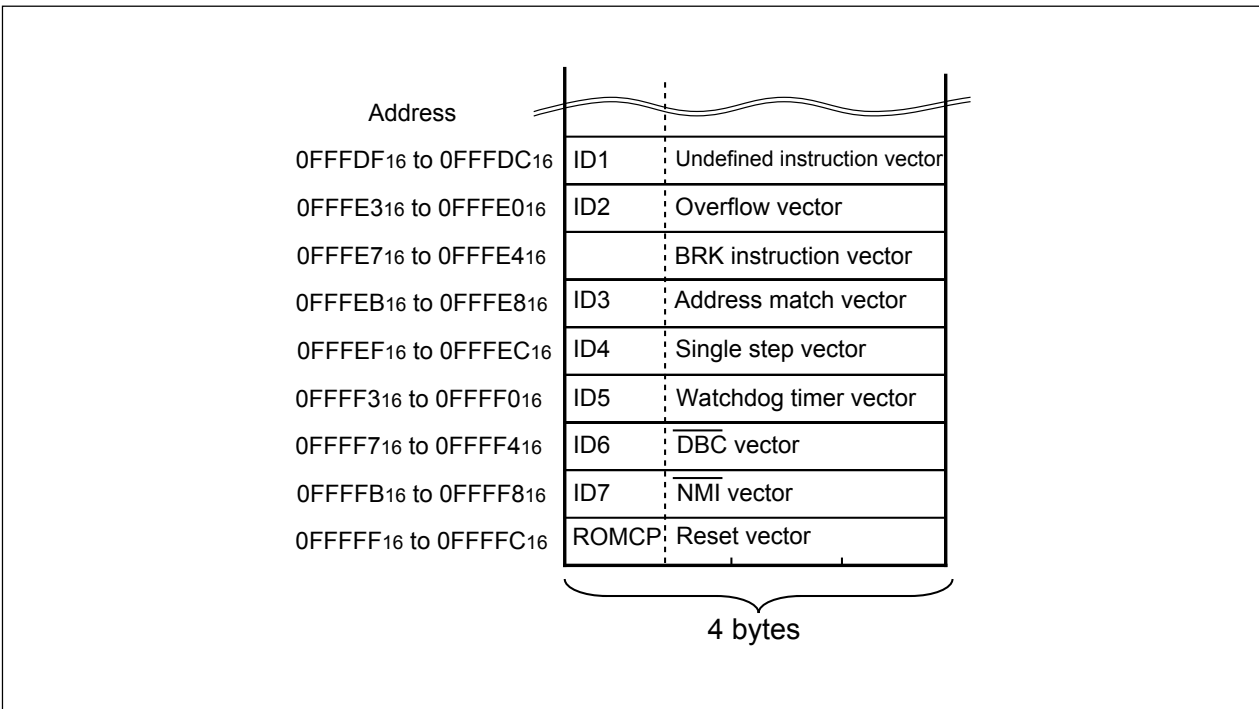 Address
0FFFDF16 to 0FFFDC16 ID1 Undefined instruction vector
0FFFE316 to 0FFFE016 ID2 Overflow vector
0FFFE716 to 0FFFE416 BRK instruction vector
0FFFEB16 to 0FFFE816 ID3 Address match vector
0FFFEF16 to 0FFFEC16 ID4 Single step vector
0FFFF316 to 0FFFF016 ID5 Watchdog timer vector
0FFFF716 to 0FFFF416 ID6 D̅B̅C̅ vector
0FFFFB16 to 0FFFF816 ID7 N̅M̅I̅ vector
0FFFFF16 to 0FFFFC16 ROMCP Reset vector
4 bytes